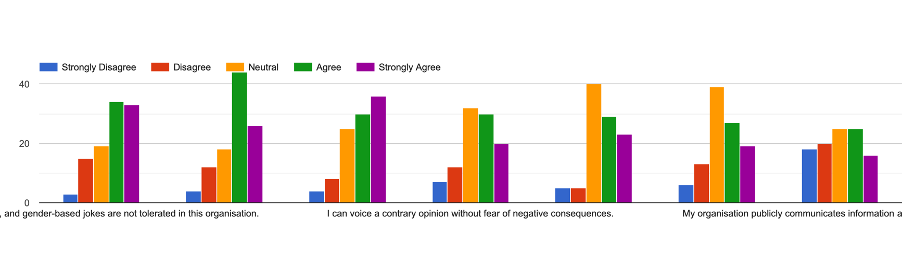 Strongly Disagree Disagree Neutral Agree Strongly Agree
40
20
0
, and gender-based jokes are not tolerated in this organisation. I can voice a contrary opinion without fear of negative consequences. My organisation publicly communicates information a